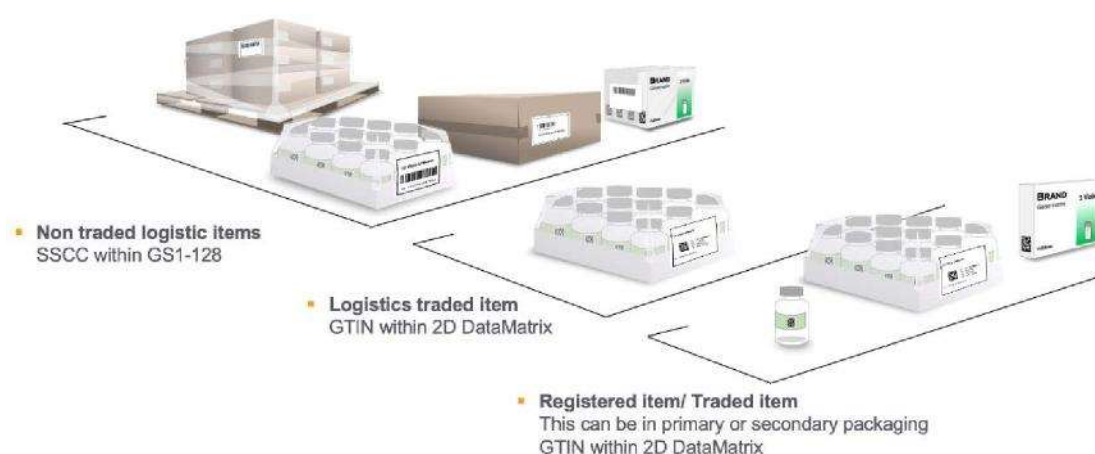 BRAND
Non traded logistic items
SSCC within GS1-128
Logistics traded item
GTIN within 2D DataMatrix
BRAND
Registered item/ Traded item
This can be in primary or secondary packaging
GTIN within 2D DataMatrix